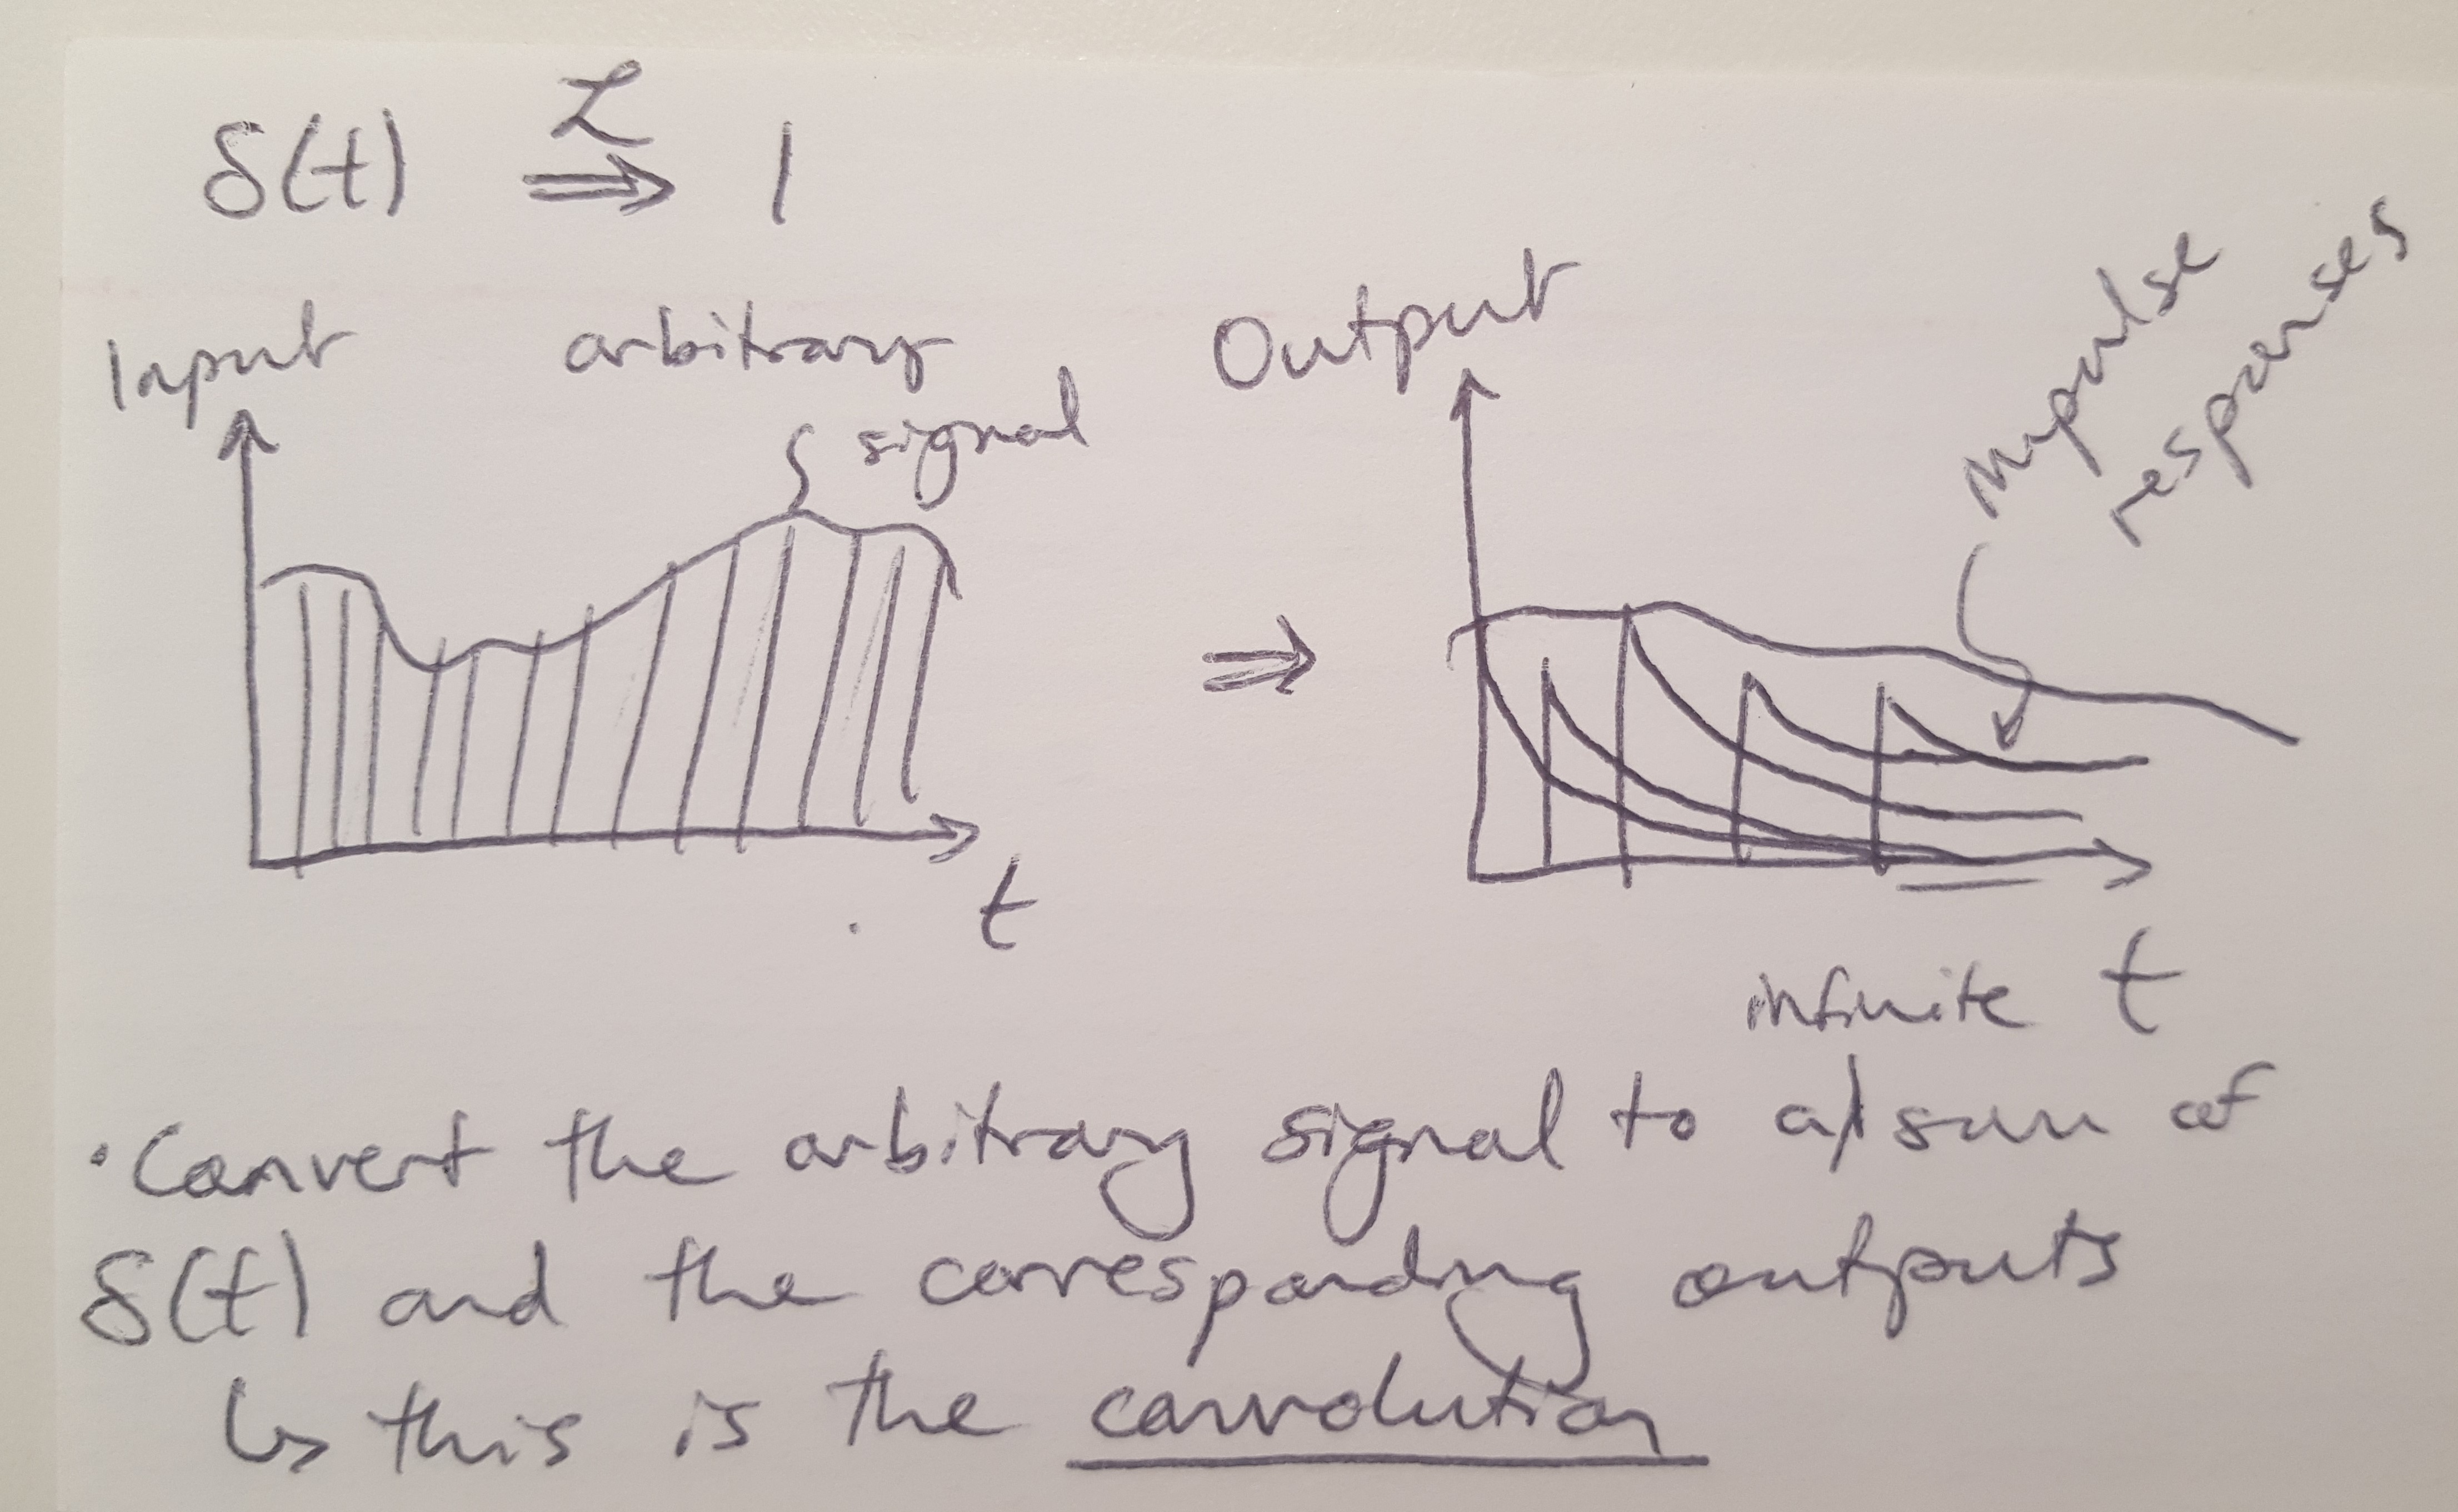 δ(t) ℒ⇒ 1
Input arbitrary
signal
Output
impulse
responses
⇒
t
t
infinite
• Convert the arbitrary signal to a/sum of
δ(t) and the corresponding outputs
↳ this is the convolution